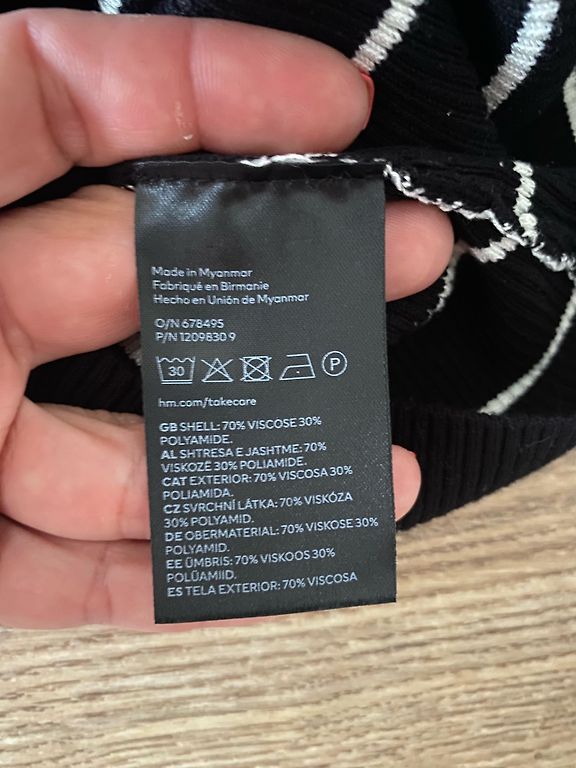 Made in Myanmar
Fabriqué en Birmanie
Hecho en Unión de Myanmar
O/N 678495
P/N 1209830 9
30 P
hm.com/takecare
GB SHELL: 70% VISCOSE 30%
POLYAMIDE.
AL SHTRESA E JASHTME: 70%
VISKOZË 30% POLIAMIDE.
CAT EXTERIOR: 70% VISCOSA 30%
POLIAMIDA.
CZ SVRCHNÍ LÁTKA: 70% VISKÓZA
30% POLYAMID.
DE OBERMATERIAL: 70% VISKOSE 30%
POLYAMID.
EE ÜMBRIS: 70% VISKOOS 30%
POLÜAMIID.
ES TELA EXTERIOR: 70% VISCOSA